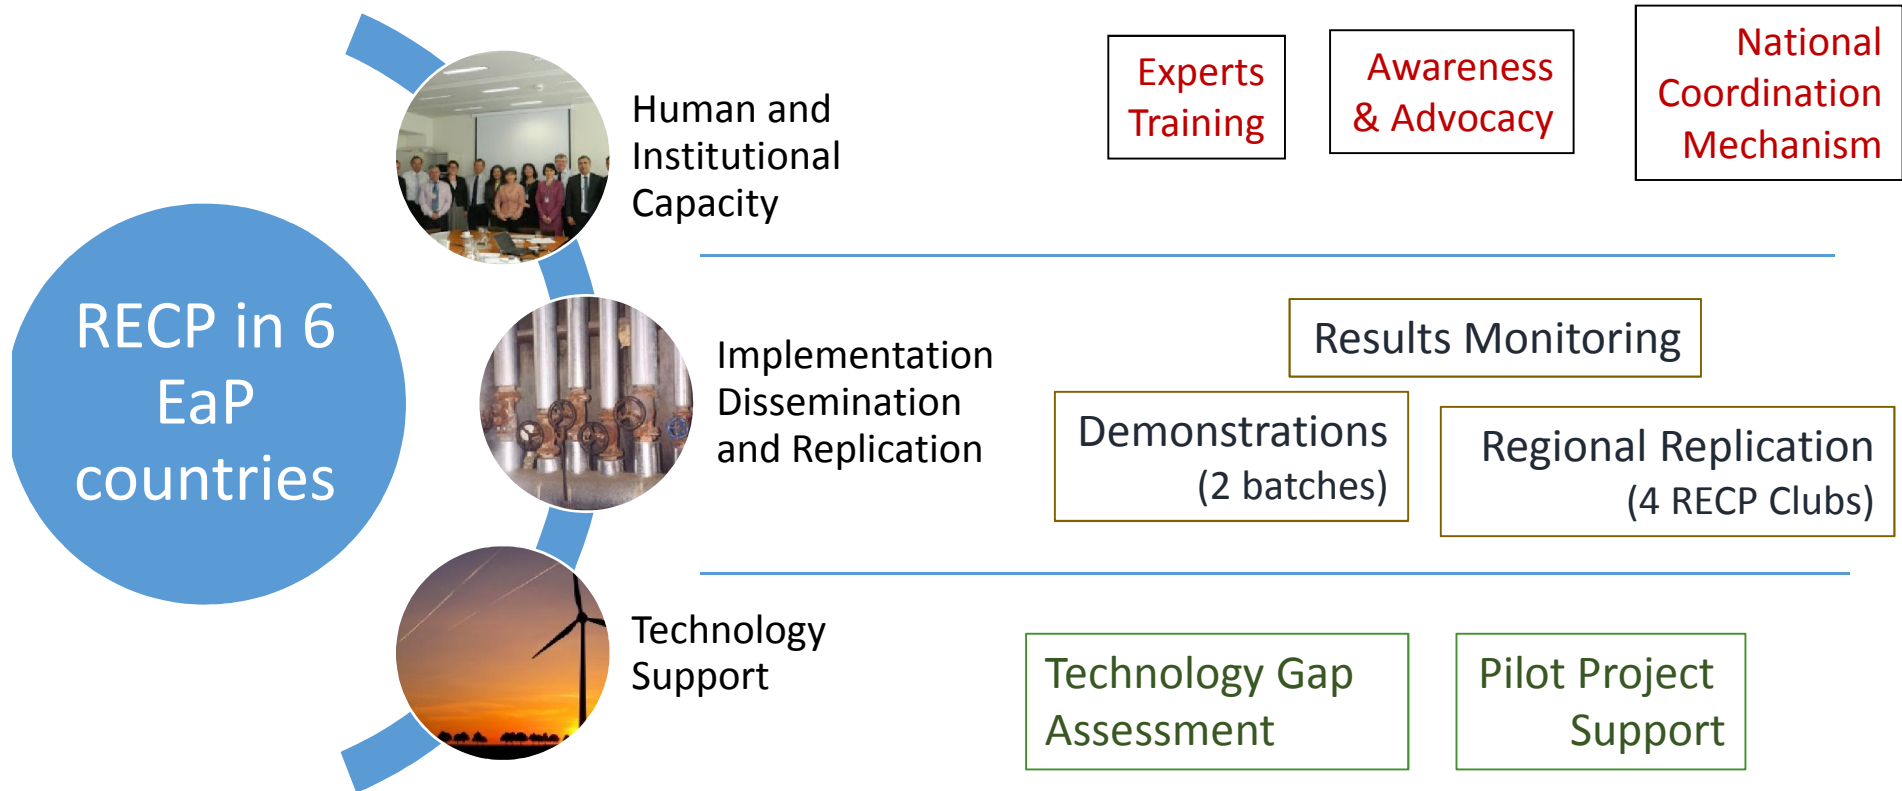 RECP in 6
EaP
countries
Human and
Institutional
Capacity
Experts
Training
Awareness
& Advocacy
National
Coordination
Mechanism
Implementation
Dissemination
and Replication
Results Monitoring
Demonstrations
(2 batches)
Regional Replication
(4 RECP Clubs)
Technology
Support
Technology Gap
Assessment
Pilot Project
Support